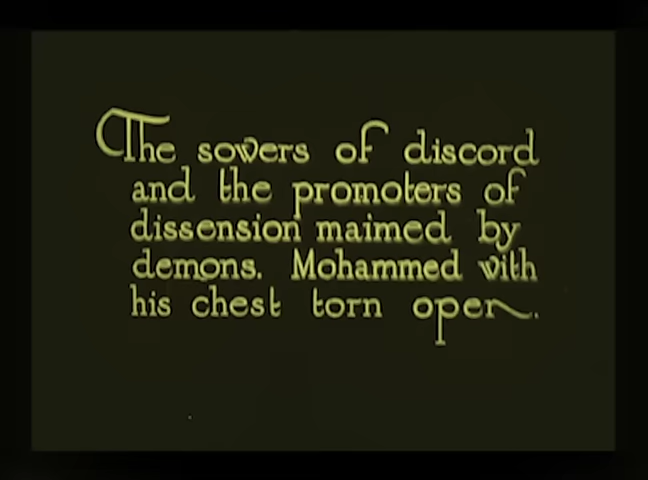 The sowers of discord
and the promoters of
dissension maimed by
demons. Mohammed with
his chest torn open.